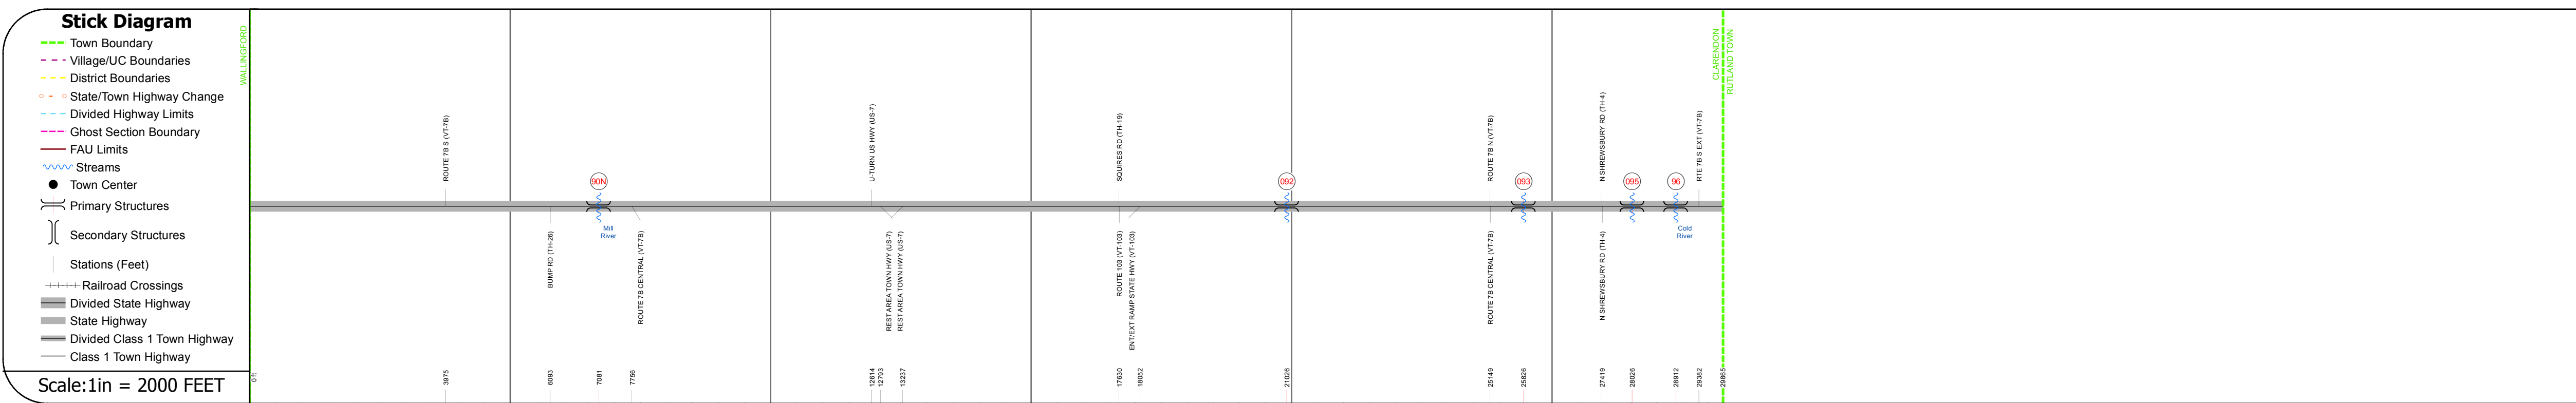 Stick Diagram
Town Boundary
Village/UC Boundaries
District Boundaries
State/Town Highway Change
Divided Highway Limits
Ghost Section Boundary
FAU Limits
Streams
Town Center
Primary Structures
Secondary Structures
Stations (Feet)
Railroad Crossings
Divided State Highway
State Highway
Divided Class 1 Town Highway
Class 1 Town Highway
Scale:1in = 2000 FEET
WALLINGFORD
CLARENDON
RUTLAND TOWN
ROUTE 7B S (VT-7B)
U-TURN US HWY (US-7)
SQUIRES RD (TH-19)
ROUTE 7B N (VT-7B)
N SHREWSBURY RD (TH-4)
RTE 7B S EXT (VT-7B)
90N
092
093
095
96
Mill
River
Cold
River
BUMP RD (TH-26)
ROUTE 7B CENTRAL (VT-7B)
REST AREA TOWN HWY (US-7)
REST AREA TOWN HWY (US-7)
ROUTE 103 (VT-103)
ENT/EXT RAMP STATE HWY (VT-103)
ROUTE 7B CENTRAL (VT-7B)
N SHREWSBURY RD (TH-4)
0 ft
3975
6093
7081
7756
12614
12793
13237
17630
18052
21026
25149
25826
27419
28026
28912
29382
29865